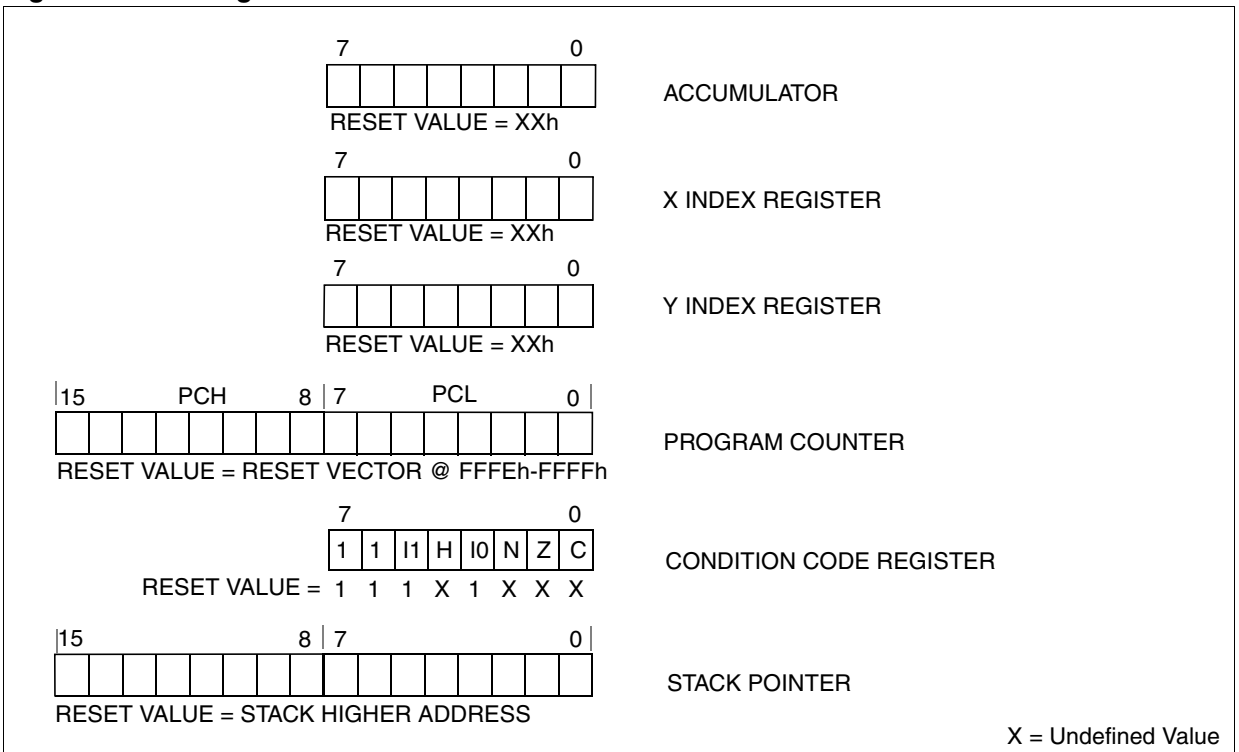 7 0
ACCUMULATOR
RESET VALUE = XXh
7 0
X INDEX REGISTER
RESET VALUE = XXh
7 0
Y INDEX REGISTER
RESET VALUE = XXh
15 PCH 8 7 PCL 0
PROGRAM COUNTER
RESET VALUE = RESET VECTOR @ FFFEh-FFFFh
7 0
1 1 I1 H I0 N Z C
CONDITION CODE REGISTER
RESET VALUE = 1 1 1 X 1 X X X
15 8 7 0
STACK POINTER
RESET VALUE = STACK HIGHER ADDRESS
X = Undefined Value